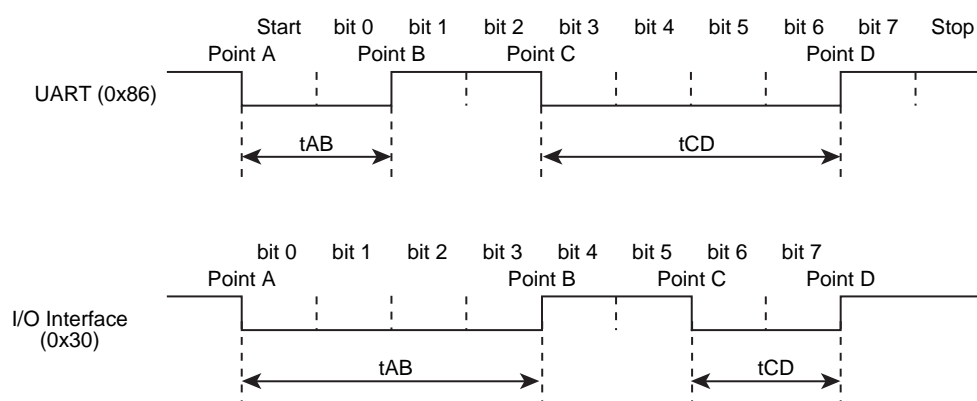 Start bit 0 bit 1 bit 2 bit 3 bit 4 bit 5 bit 6 bit 7 Stop
Point A Point B Point C Point D
UART (0x86)
tAB tCD
bit 0 bit 1 bit 2 bit 3 bit 4 bit 5 bit 6 bit 7
Point A Point B Point C Point D
I/O Interface
(0x30)
tAB tCD